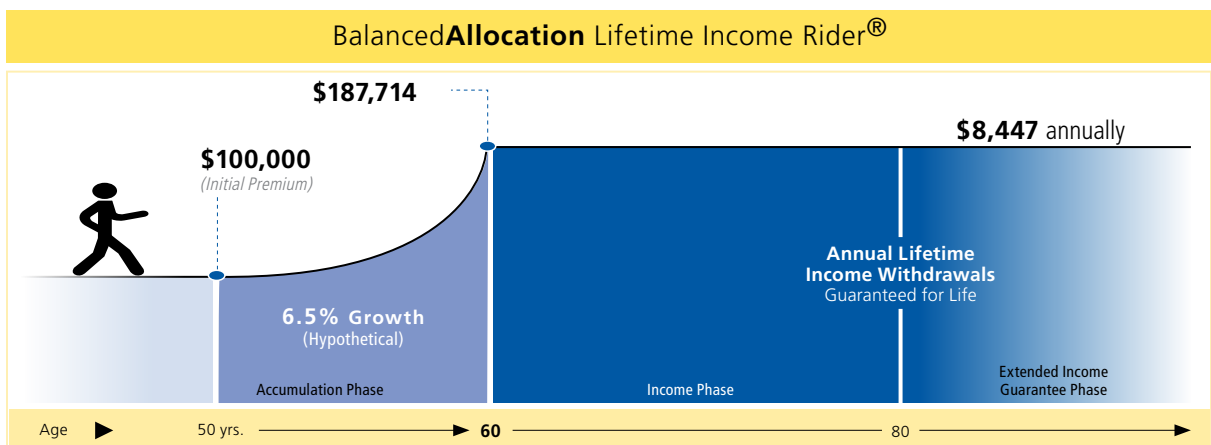 BalancedAllocation Lifetime Income Rider®
$187,714
$8,447 annually
$100,000
(Initial Premium)
Annual Lifetime
Income Withdrawals
Guaranteed for Life
6.5% Growth
(Hypothetical)
Accumulation Phase
Income Phase
Extended Income
Guarantee Phase
Age 50 yrs. 60 80